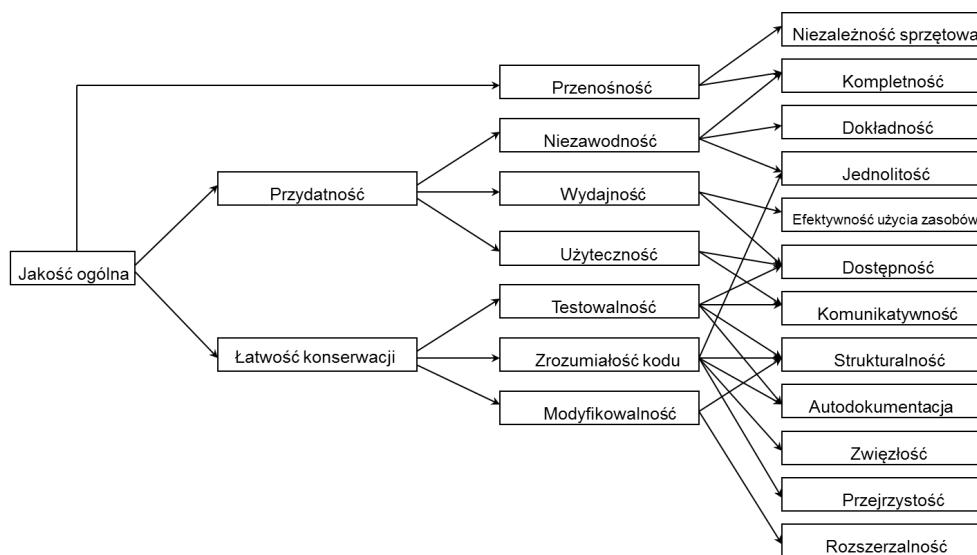 Niezależność sprzętowa
Przenośność
Kompletność
Niezawodność
Dokładność
Przydatność
Wydajność
Jednolitość
Efektywność użycia zasobów
Jakość ogólna
Użyteczność
Dostępność
Testowalność
Komunikatywność
Łatwość konserwacji
Zrozumiałość kodu
Strukturalność
Modyfikowalność
Autodokumentacja
Zwięzłość
Przejrzystość
Rozszerzalność